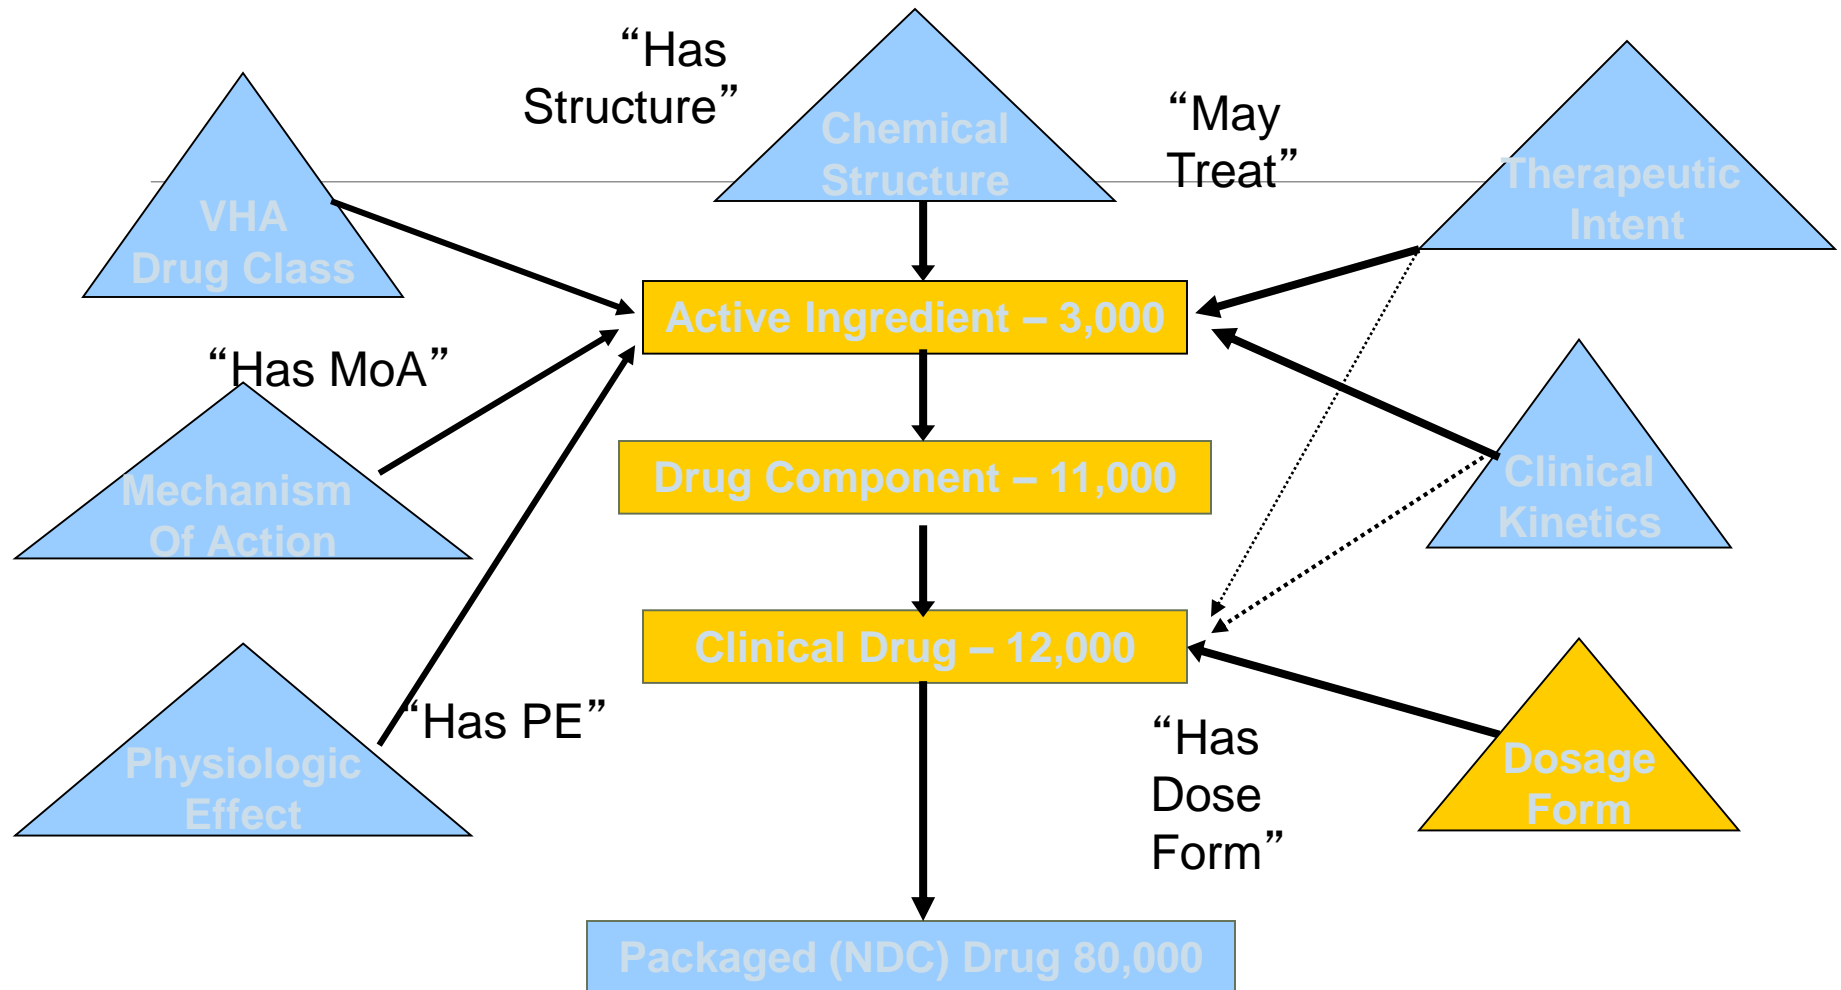 “Has
Structure”
Chemical
Structure
“May
Treat”
Therapeutic
Intent
VHA
Drug Class
Active Ingredient – 3,000
“Has MoA”
Mechanism
Of Action
Drug Component – 11,000
Clinical
Kinetics
Clinical Drug – 12,000
“Has PE”
Physiologic
Effect
“Has
Dose
Form”
Dosage
Form
Packaged (NDC) Drug 80,000